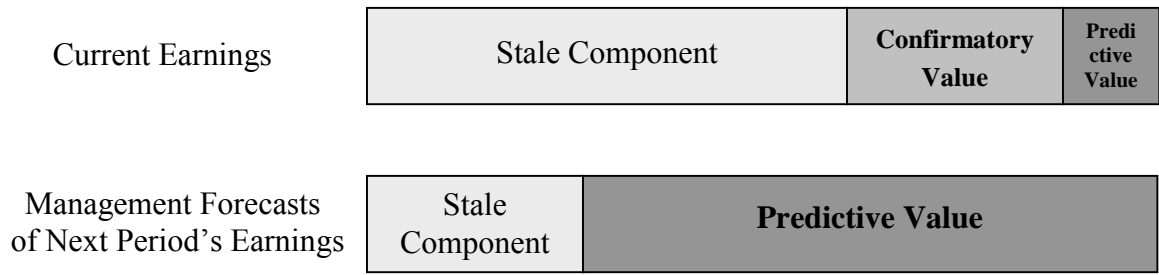 Current Earnings
Stale Component
Confirmatory
Value
Predi
ctive
Value
Management Forecasts
of Next Period's Earnings
Stale
Component
Predictive Value